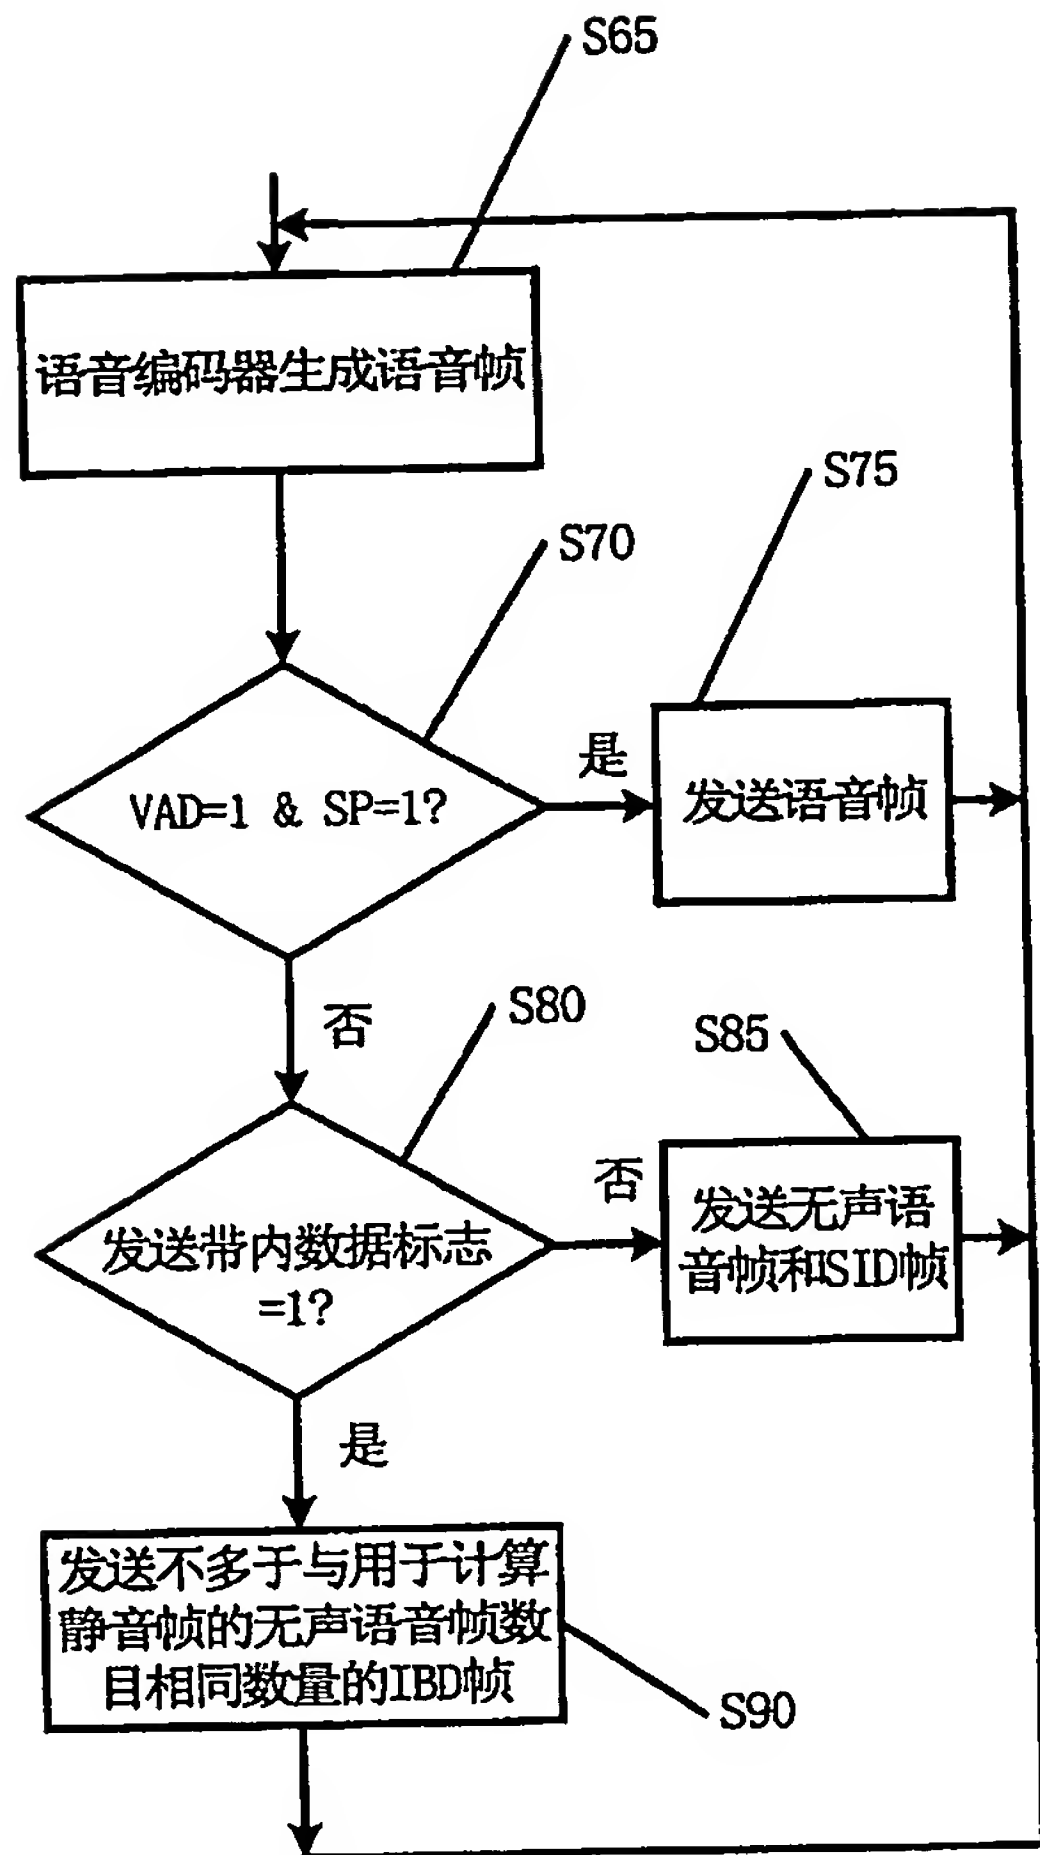 S65
语音编码器生成语音帧
S75
S70
是
VAD=1 & SP=1?
发送语音帧
否
S80
S85
否
发送带内数据标志
=1?
发送无声语
音帧和SID帧
是
发送不多于与用于计算
静音帧的无声语音帧数
目相同数量的IBD帧
S90